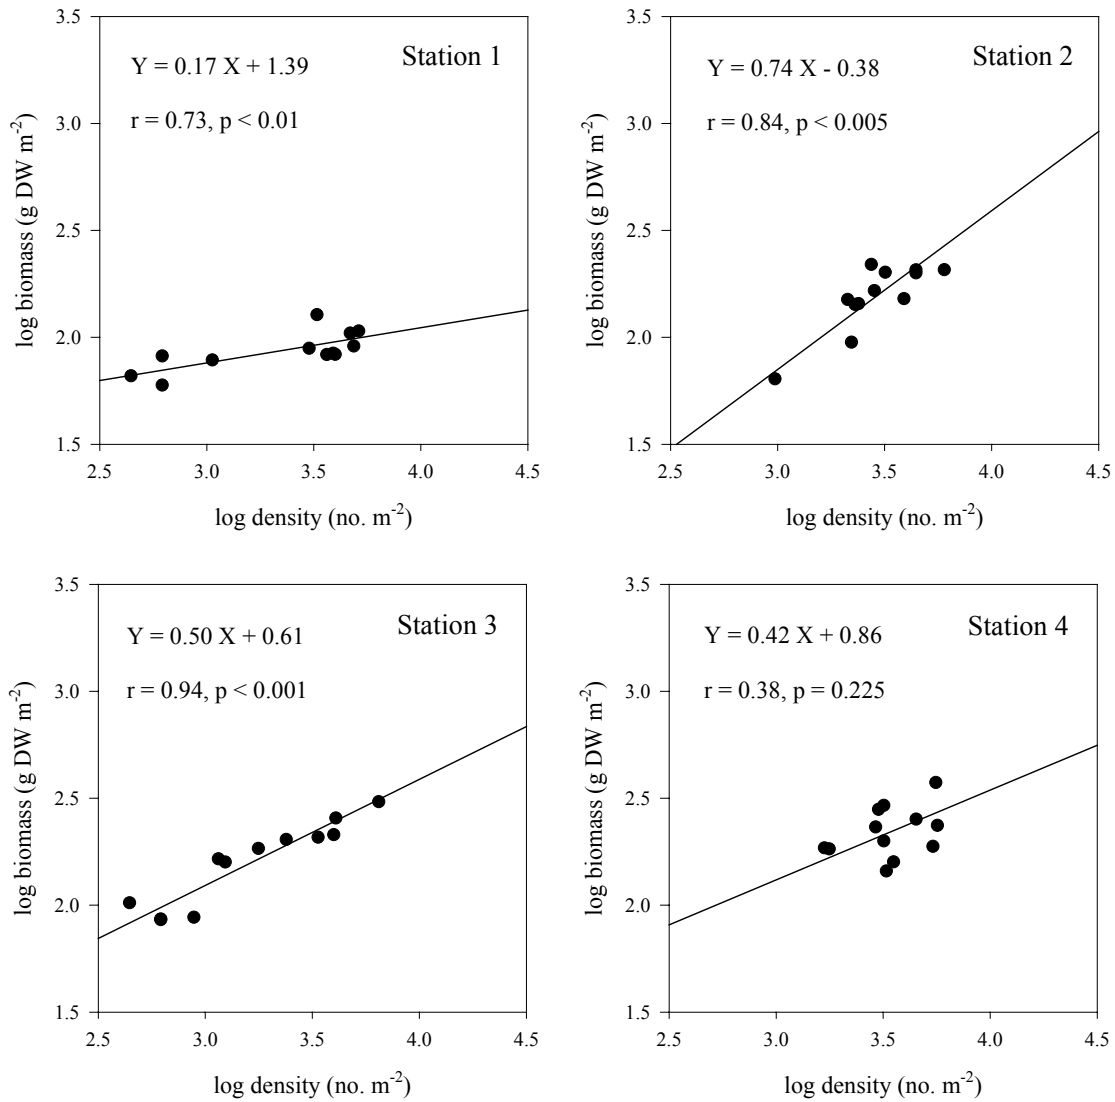 Station 1
Y = 0.17 X + 1.39
r = 0.73, p < 0.01
log biomass (g DW m-2)
3.5
3.0
2.5
2.0
1.5
2.5 3.0 3.5 4.0 4.5
log density (no. m-2)
Station 2
Y = 0.74 X - 0.38
r = 0.84, p < 0.005
log biomass (g DW m-2)
3.5
3.0
2.5
2.0
1.5
2.5 3.0 3.5 4.0 4.5
log density (no. m-2)
Station 3
Y = 0.50 X + 0.61
r = 0.94, p < 0.001
log biomass (g DW m-2)
3.5
3.0
2.5
2.0
1.5
2.5 3.0 3.5 4.0 4.5
log density (no. m-2)
Station 4
Y = 0.42 X + 0.86
r = 0.38, p = 0.225
log biomass (g DW m-2)
3.5
3.0
2.5
2.0
1.5
2.5 3.0 3.5 4.0 4.5
log density (no. m-2)